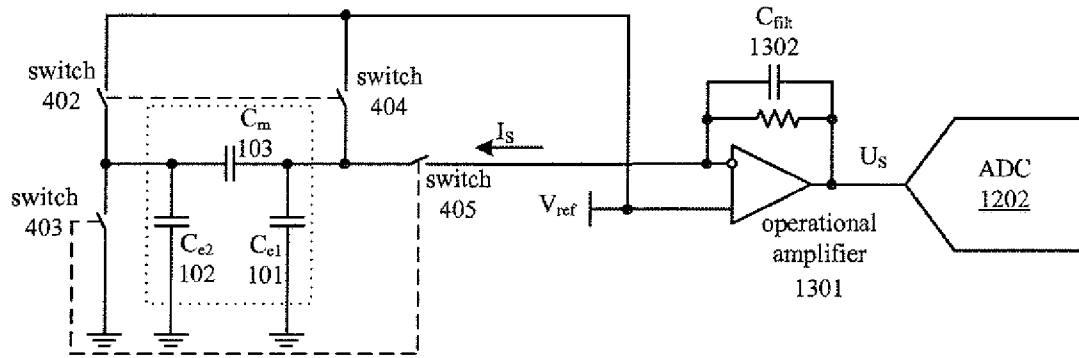 C_filt
1302
switch
402
switch
404
C_m
103
I_S
switch
405
switch
403
C_e2
102
C_e1
101
V_ref
U_S
ADC
1202
operational
amplifier
1301